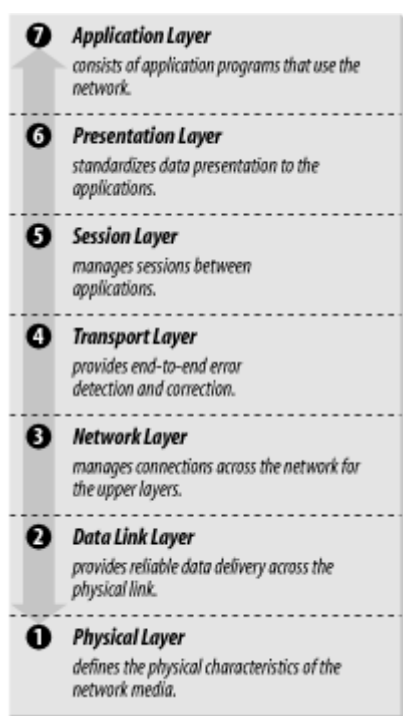 7 Application Layer
consists of application programs that use the
network.
6 Presentation Layer
standardizes data presentation to the
applications.
5 Session Layer
manages sessions between
applications.
4 Transport Layer
provides end-to-end error
detection and correction.
3 Network Layer
manages connections across the network for
the upper layers.
2 Data Link Layer
provides reliable data delivery across the
physical link.
1 Physical Layer
defines the physical characteristics of the
network media.